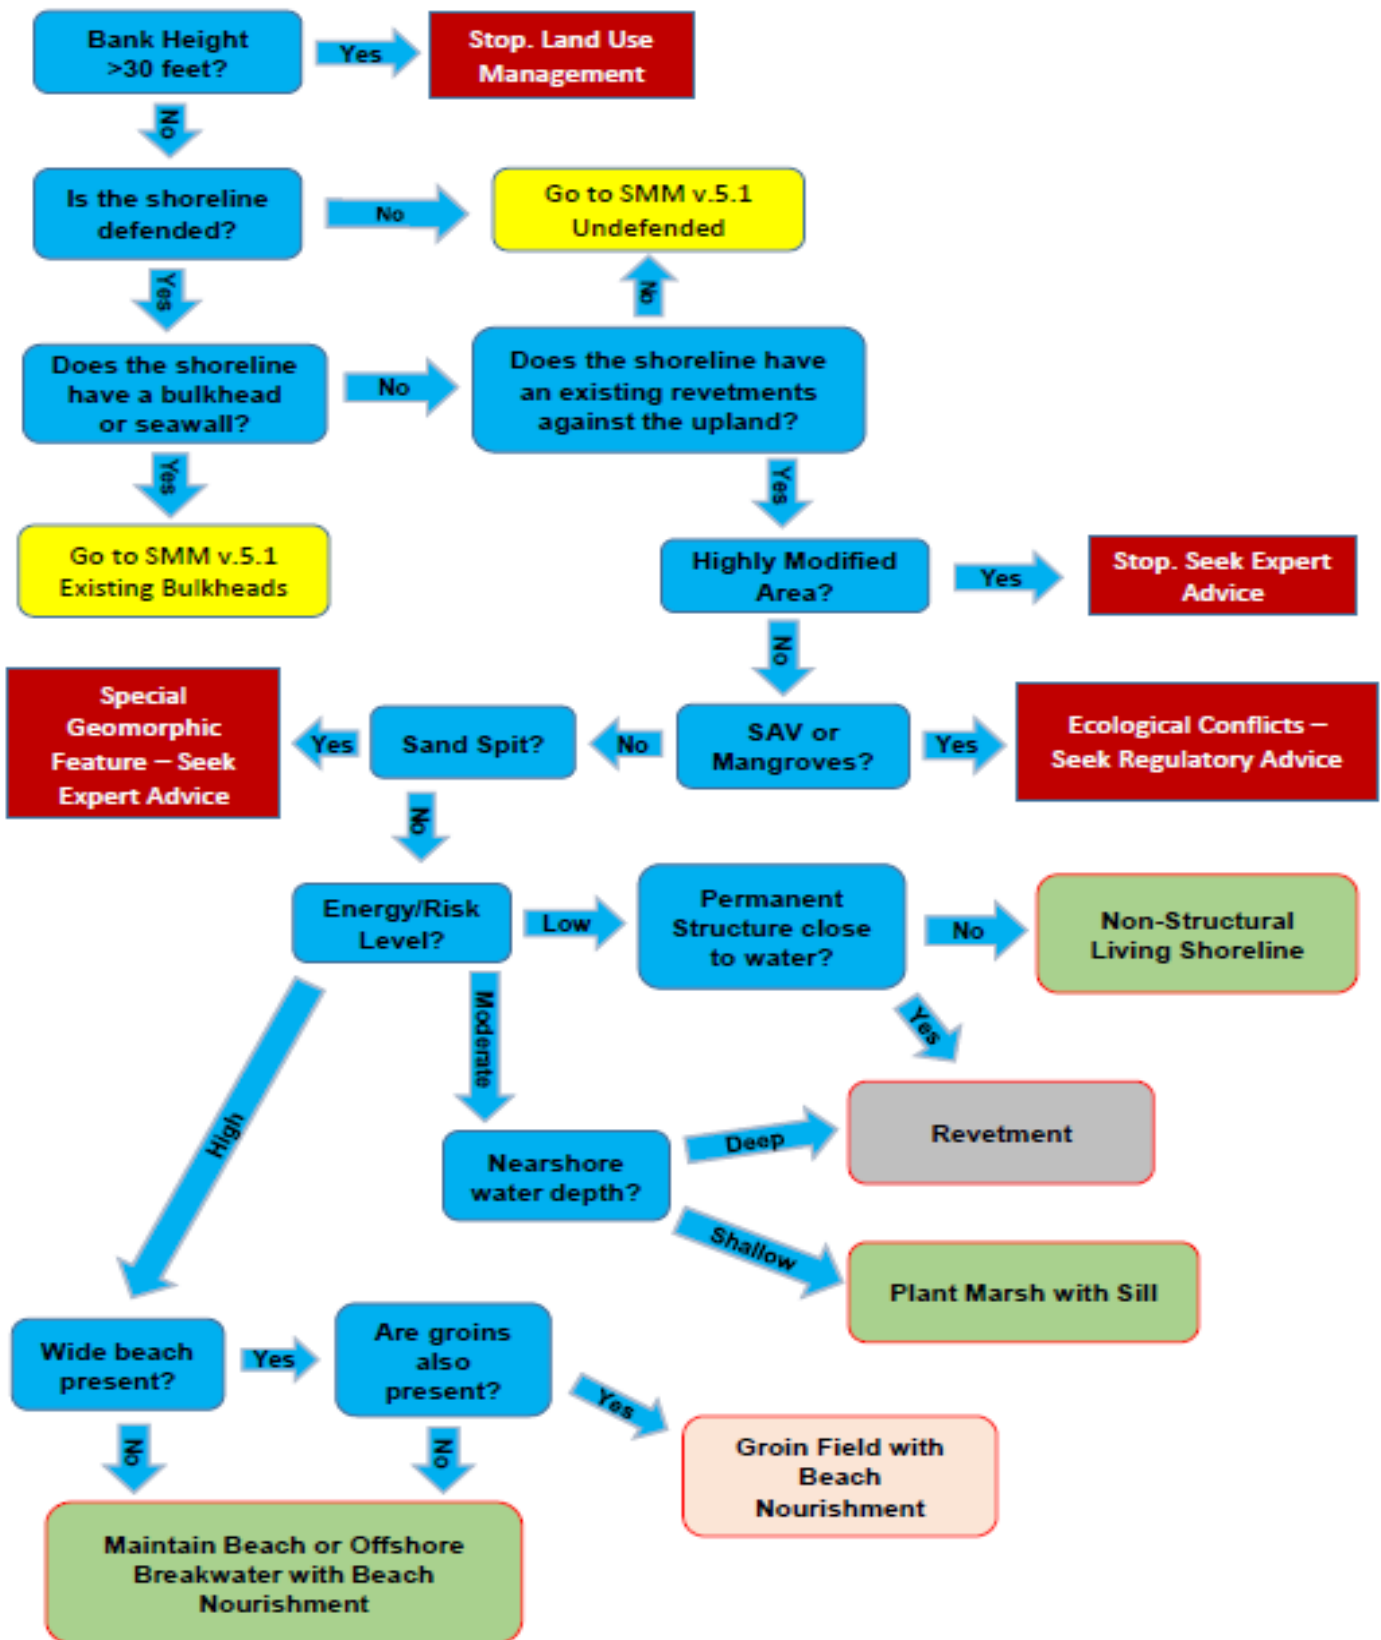 Bank Height
>30 feet?
Yes
Stop. Land Use
Management
No
Is the shoreline
defended?
No
Go to SMM v.5.1
Undefended
Yes
No
Does the shoreline
have a bulkhead
or seawall?
No
Does the shoreline have
an existing revetments
against the upland?
Yes
Yes
Go to SMM v.5.1
Existing Bulkheads
Highly Modified
Area?
Yes
Stop. Seek Expert
Advice
No
Special
Geomorphic
Feature – Seek
Expert Advice
Yes
Sand Spit?
No
SAV or
Mangroves?
Yes
Ecological Conflicts –
Seek Regulatory Advice
No
Energy/Risk
Level?
Low
Permanent
Structure close
to water?
No
Non-Structural
Living Shoreline
Yes
Moderate
High
Nearshore
water depth?
Deep
Revetment
Shallow
Plant Marsh with Sill
Wide beach
present?
Yes
Are groins
also
present?
Yes
Groin Field with
Beach
Nourishment
No
No
Maintain Beach or Offshore
Breakwater with Beach
Nourishment